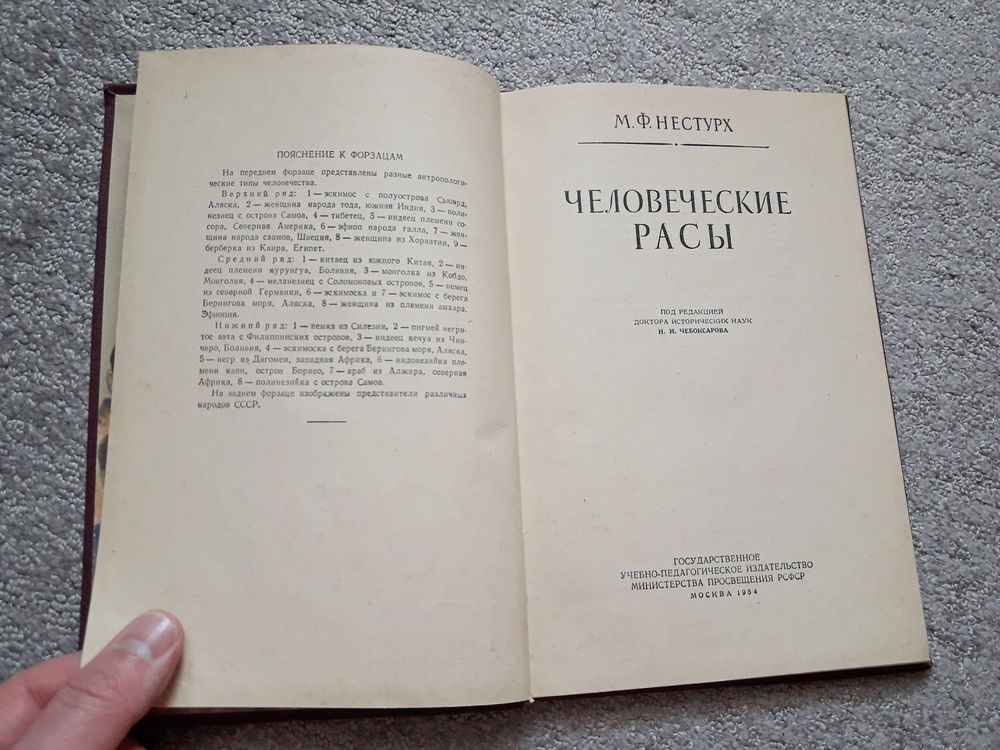 ПОЯСНЕНИЕ К ФОРЗАЦАМ
На переднем форзаце представлены разные антропологи-
ческие типы человечества.
Верхний ряд: 1 — эскимос с полуострова Сьюард,
Аляска, 2 — женщина народа тода, южная Индия, 3 — поли-
незиец с острова Самоа, 4 — тибетец, 5 — индеец племени со-
сора, Северная Америка, 6 — эфиоп народа галла, 7 — жен-
щина народа саамов, Швеция, 8 — женщина из Хорватии, 9 —
берберка из Каира, Египет.
Средний ряд: 1 — китаец из южного Китая, 2 — ин-
деец племени курунгуа, Боливия, 3 — монголка из Кобдо,
Монголия, 4 — меланезиец с Соломоновых островов, 5 — немец
из северной Германии, 6 — эскимоска и 7 — эскимос с берега
Берингова моря, Аляска, 8 — женщина из племени амхара,
Эфиопия.
Нижний ряд: 1 — немка из Силезии, 2 — пигмей негри-
тос аэта с Филиппинских островов, 3 — индеец кечуа из Чин-
черо, Боливия, 4 — эскимоска с берега Берингова моря, Аляска,
5 — негр из Дагомеи, западная Африка, 6 — индонезийка пле-
мени каян, остров Борнео, 7 — араб из Алжира, северная
Африка, 8 — полинезийка с острова Самоа.
На заднем форзаце изображены представители различных
народов СССР.
М. Ф. НЕСТУРХ
ЧЕЛОВЕЧЕСКИЕ
РАСЫ
ПОД РЕДАКЦИЕЙ
ДОКТОРА ИСТОРИЧЕСКИХ НАУК
Н. Н. ЧЕБОКСАРОВА
ГОСУДАРСТВЕННОЕ
УЧЕБНО-ПЕДАГОГИЧЕСКОЕ ИЗДАТЕЛЬСТВО
МИНИСТЕРСТВА ПРОСВЕЩЕНИЯ РСФСР
МОСКВА 1954